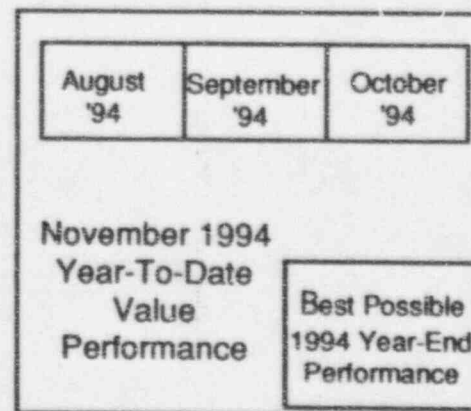 August September October
'94 '94 '94
November 1994
Year-To-Date
Value
Performance
Best Possible
1994 Year-End
Performance